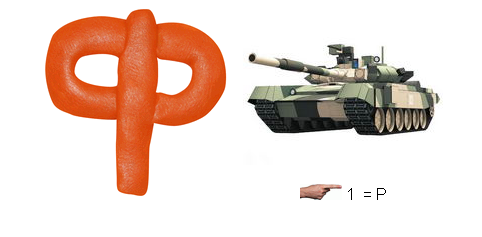 Ф
1 = Р